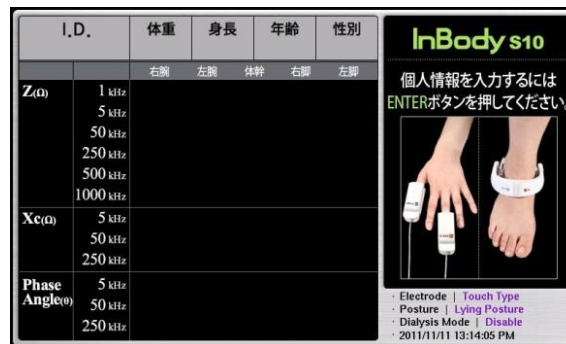 I.D. 体重 身長 年齢 性別
右腕 左腕 体幹 右脚 左脚
Z(Ω) 1 kHz
5 kHz
50 kHz
250 kHz
500 kHz
1000 kHz
Xc(Ω) 5 kHz
50 kHz
250 kHz
Phase 5 kHz
Angle(θ) 50 kHz
250 kHz
InBody S10
個人情報を入力するには
ENTERボタンを押してください。
· Electrode | Touch Type
· Posture | Lying Posture
· Dialysis Mode | Disable
· 2011/11/11 13:14:05 PM